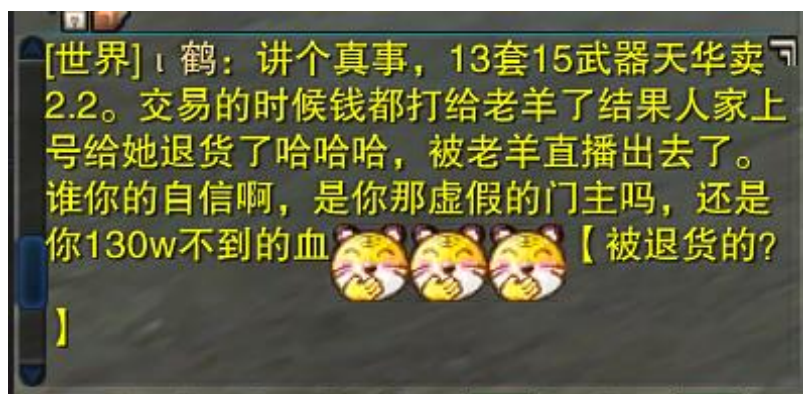 [世界]ι鹤：讲个真事，13套15武器天华卖
2.2。交易的时候钱都打给老羊了结果人家上
号给她退货了哈哈哈，被老羊直播出去了。
谁你的自信啊，是你那虚假的门主吗，还是
你130w不到的血【被退货的?
】